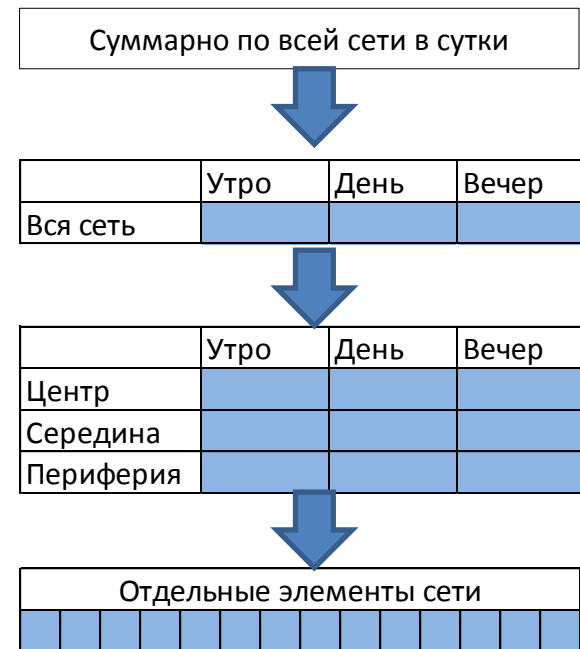 Суммарно по всей сети в сутки
Утро День Вечер
Вся сеть
Утро День Вечер
Центр
Середина
Периферия
Отдельные элементы сети